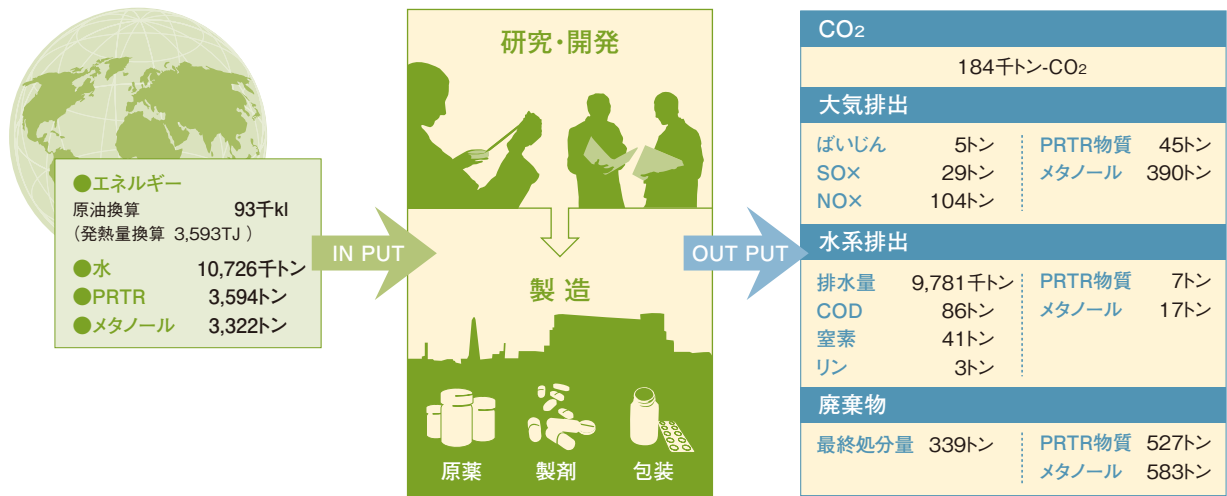 ●エネルギー
原油換算 93千kl
（発熱量換算 3,593TJ ）
●水 10,726千トン
●PRTR 3,594トン
●メタノール 3,322トン
IN PUT
研究・開発
製 造
原薬 製剤 包装
OUT PUT
CO2
184千トン-CO2
大気排出
ばいじん 5トン PRTR物質 45トン
SO× 29トン メタノール 390トン
NO× 104トン
水系排出
排水量 9,781千トン PRTR物質 7トン
COD 86トン メタノール 17トン
窒素 41トン
リン 3トン
廃棄物
最終処分量 339トン PRTR物質 527トン
メタノール 583トン